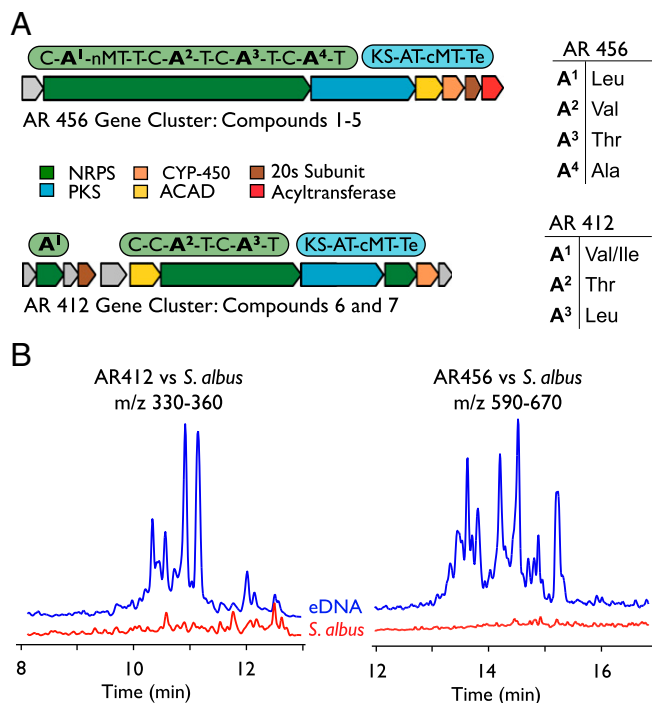 A
C-A¹-nMT-T-C-A²-T-C-A³-T-C-A⁴-T KS-AT-cMT-Te
AR 456 Gene Cluster: Compounds 1-5
AR 456
A¹ Leu
A² Val
A³ Thr
A⁴ Ala
NRPS CYP-450 20s Subunit
PKS ACAD Acyltransferase
A¹ C-C-A²-T-C-A³-T KS-AT-cMT-Te
AR 412 Gene Cluster: Compounds 6 and 7
AR 412
A¹ Val/Ile
A² Thr
A³ Leu
B
AR412 vs S. albus
m/z 330-360
AR456 vs S. albus
m/z 590-670
eDNA
S. albus
8 10 12
Time (min)
12 14 16
Time (min)